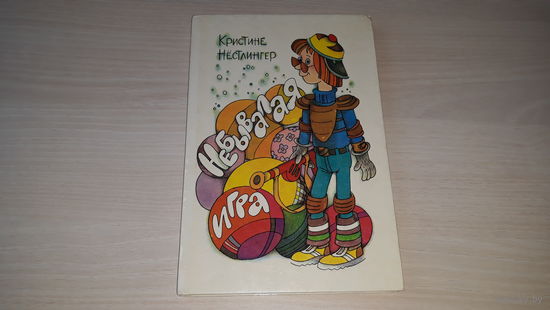 Кристине
Нёстлингер
Небывалая
игра